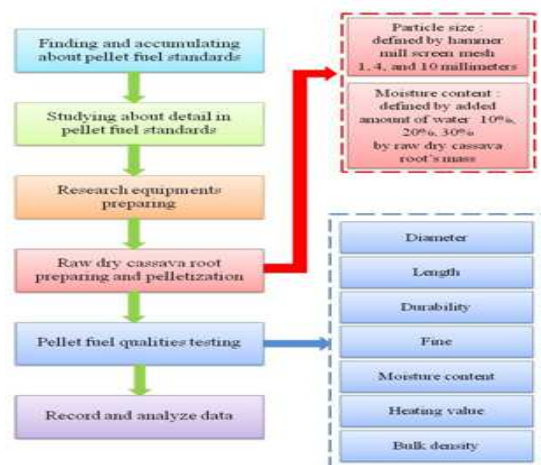 Finding and accumulating
about pellet fuel standards
Studying about detail in
pellet fuel standards
Research equipments
preparing
Raw dry cassava root
preparing and pelletization
Pellet fuel qualities testing
Record and analyze data
Particle size :
defined by hammer
mill screen mesh
1, 4, and 10 millimeters
Moisture content :
defined by added
amount of water 10%,
20%, 30%
by raw dry cassava
root's mass
Diameter
Length
Durability
Fine
Moisture content
Heating value
Bulk density